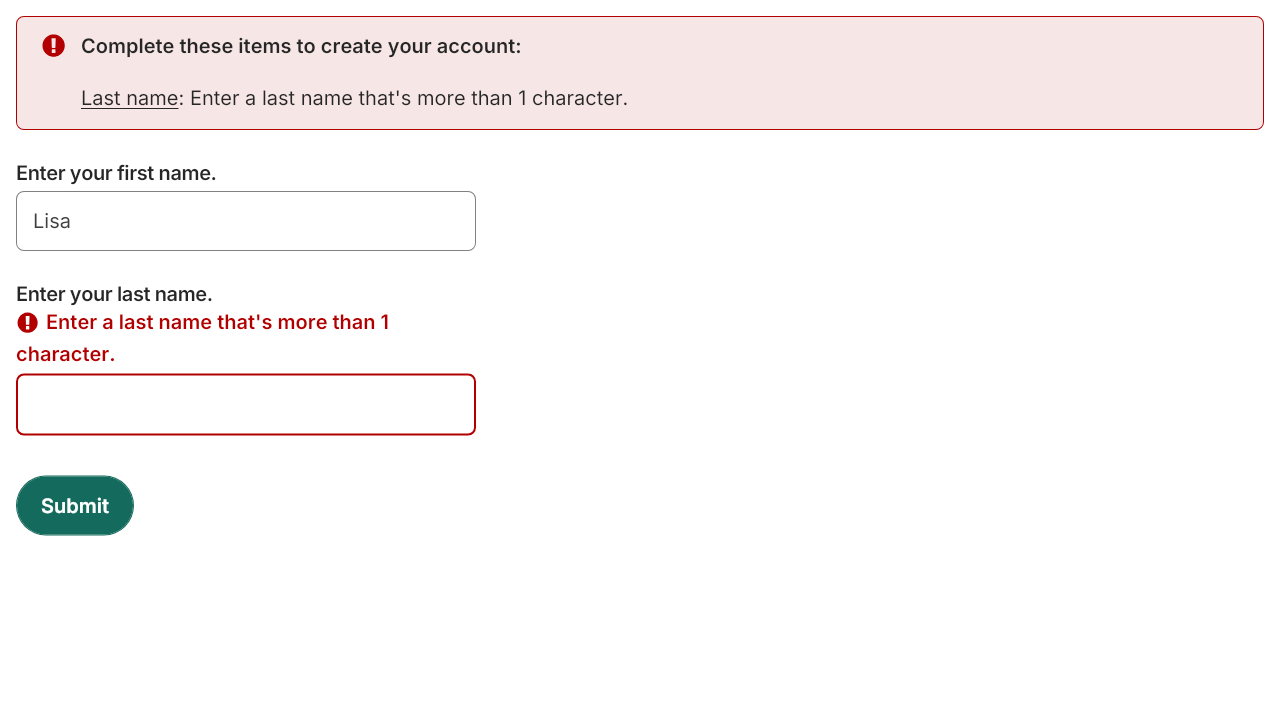 Complete these items to create your account:
Last name: Enter a last name that's more than 1 character.
Enter your first name.
Lisa
Enter your last name.
Enter a last name that's more than 1
character.
Submit